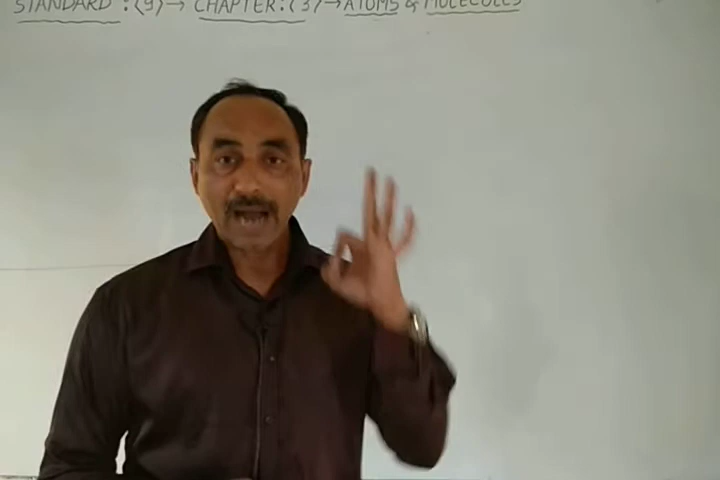 STANDARD :(9)→ CHAPTER:(3)→ATOMS & MOLECULES